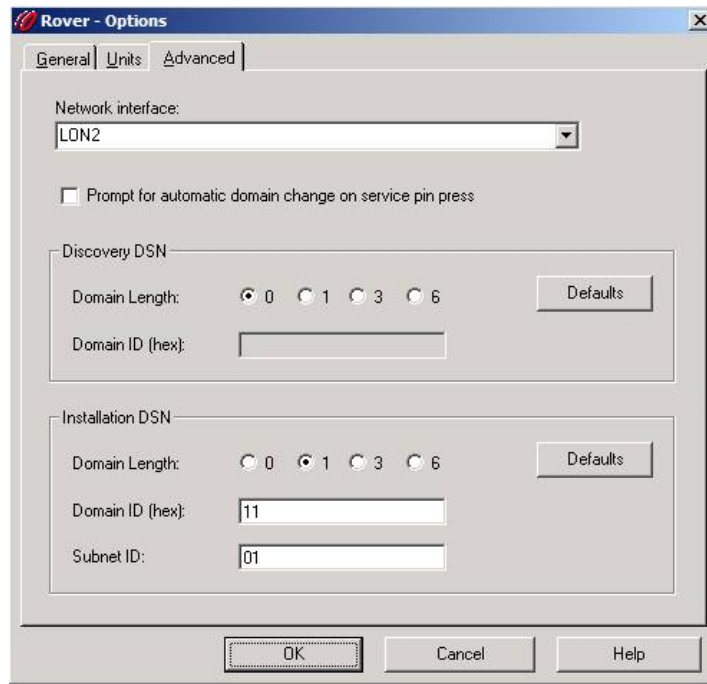 Rover - Options
General Units Advanced
Network interface:
LON2
Prompt for automatic domain change on service pin press
Discovery DSN
Domain Length: 0 1 3 6 Defaults
Domain ID (hex):
Installation DSN
Domain Length: 0 1 3 6 Defaults
Domain ID (hex): 11
Subnet ID: 01
OK Cancel Help